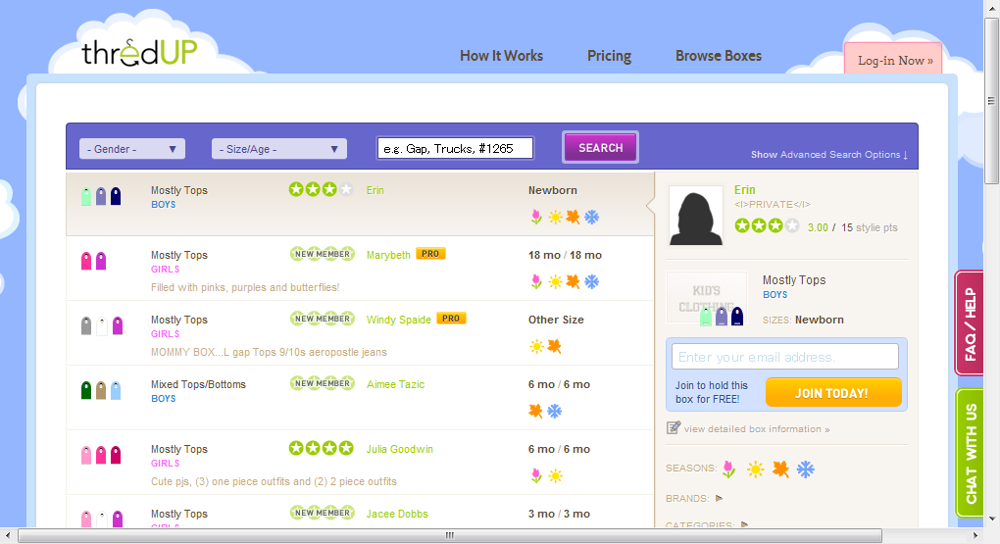 thredUP
How It Works
Pricing
Browse Boxes
Log-in Now »
- Gender -
- Size/Age -
e.g. Gap, Trucks, #1265
SEARCH
Show Advanced Search Options ↓
Mostly Tops
BOYS
Erin
Newborn
Mostly Tops
GIRLS
Filled with pinks, purples and butterflies!
NEW MEMBER
Marybeth PRO
18 mo / 18 mo
Mostly Tops
GIRLS
MOMMY BOX...L gap Tops 9/10s aeropostle jeans
NEW MEMBER
Windy Spaide PRO
Other Size
Mixed Tops/Bottoms
BOYS
NEW MEMBER
Aimee Tazic
6 mo / 6 mo
Mostly Tops
GIRLS
Cute pjs, (3) one piece outfits and (2) 2 piece outfits
Julia Goodwin
6 mo / 6 mo
Mostly Tops
GIRLS
NEW MEMBER
Jacee Dobbs
3 mo / 3 mo
Erin
<I>PRIVATE</I>
3.00 / 15 stylie pts
KID'S
CLOTHING
Mostly Tops
BOYS
SIZES: Newborn
Enter your email address.
Join to hold this
box for FREE!
JOIN TODAY!
view detailed box information »
SEASONS:
BRANDS:
CATEGORIES:
FAQ / HELP
CHAT WITH US